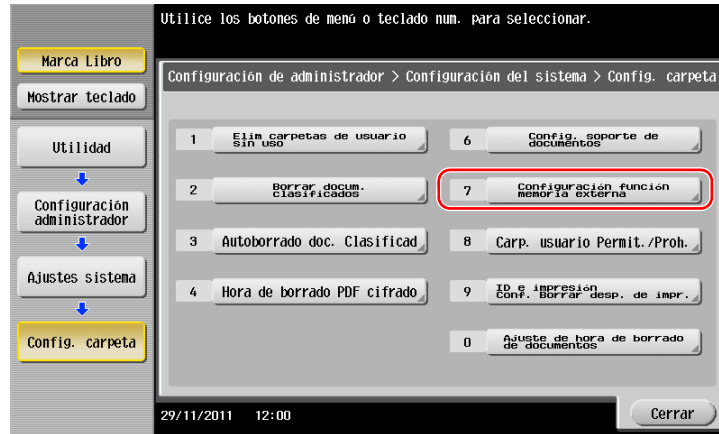 Utilice los botones de menú o teclado num. para seleccionar.
Marca Libro
Mostrar teclado
Configuración de administrador > Configuración del sistema > Config. carpeta
Utilidad
Configuración
administrador
Ajustes sistema
Config. carpeta
1 Elim carpetas de usuario
sin uso
6 Config. soporte de
documentos
2 Borrar docum.
clasificados
7 Configuración función
memoria externa
3 Autoborrado doc. Clasificad
8 Carp. usuario Permit./Proh.
4 Hora de borrado PDF cifrado
9 ID e impresión
Conf. Borrar desp. de impr.
0 Ajuste de hora de borrado
de documentos
29/11/2011 12:00
Cerrar